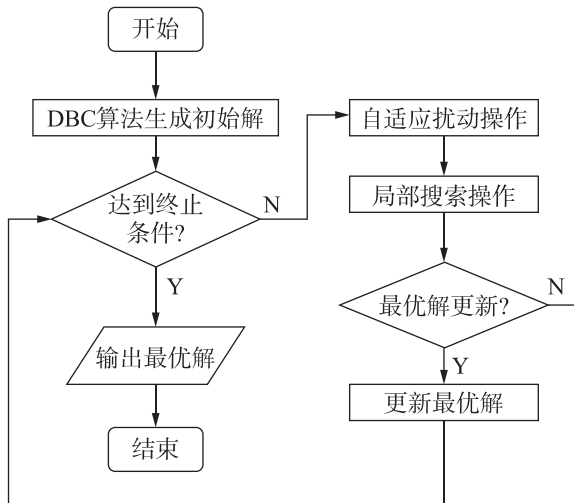 开始
DBC算法生成初始解
达到终止
条件?
N
Y
输出最优解
结束
自适应扰动操作
局部搜索操作
最优解更新?
N
Y
更新最优解